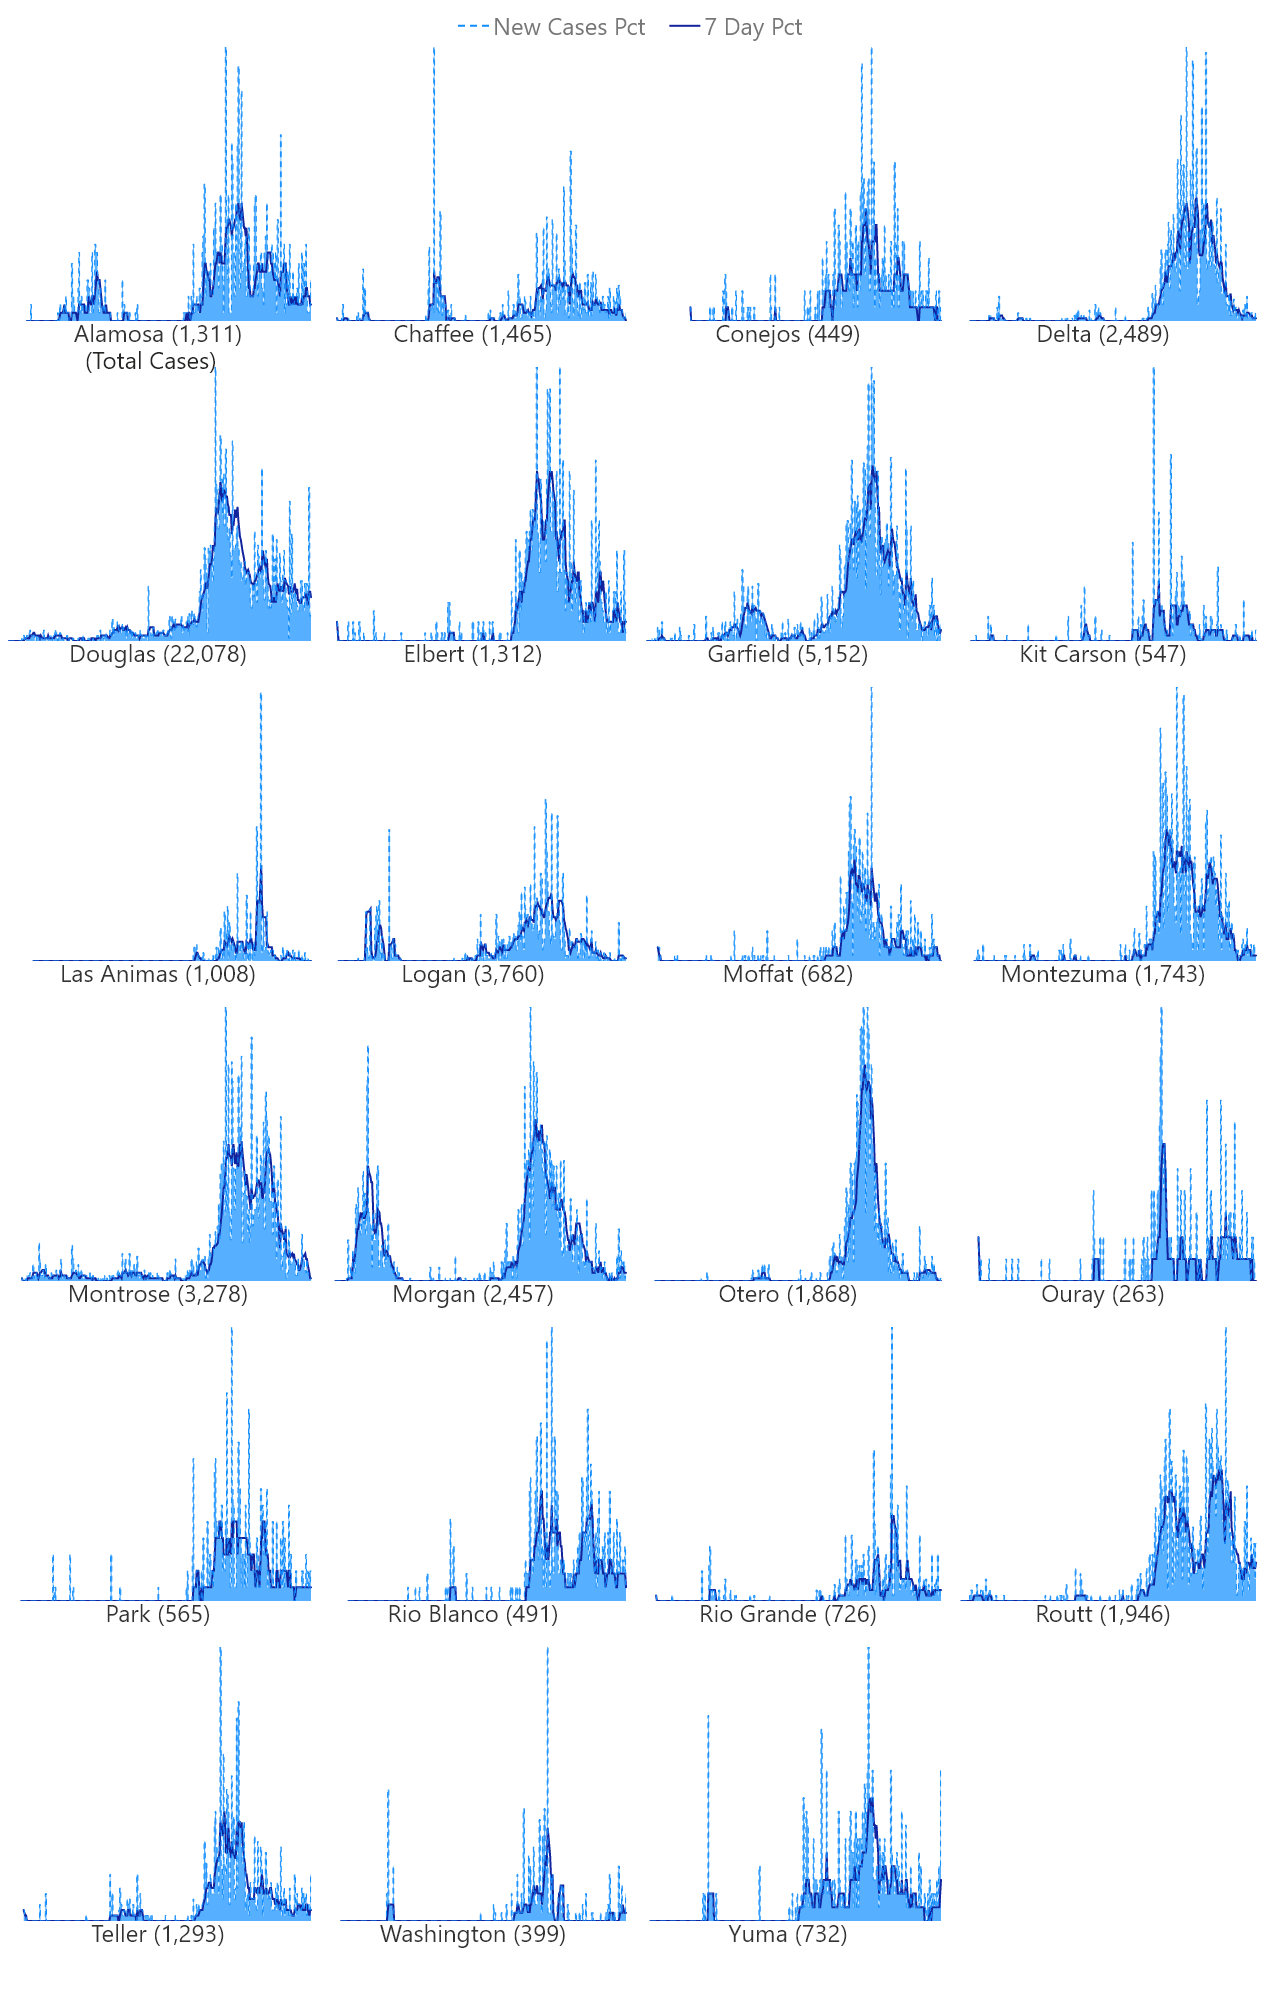 New Cases Pct 7 Day Pct
Alamosa (1,311) Chaffee (1,465) Conejos (449) Delta (2,489)
(Total Cases)
Douglas (22,078) Elbert (1,312) Garfield (5,152) Kit Carson (547)
Las Animas (1,008) Logan (3,760) Moffat (682) Montezuma (1,743)
Montrose (3,278) Morgan (2,457) Otero (1,868) Ouray (263)
Park (565) Rio Blanco (491) Rio Grande (726) Routt (1,946)
Teller (1,293) Washington (399) Yuma (732)